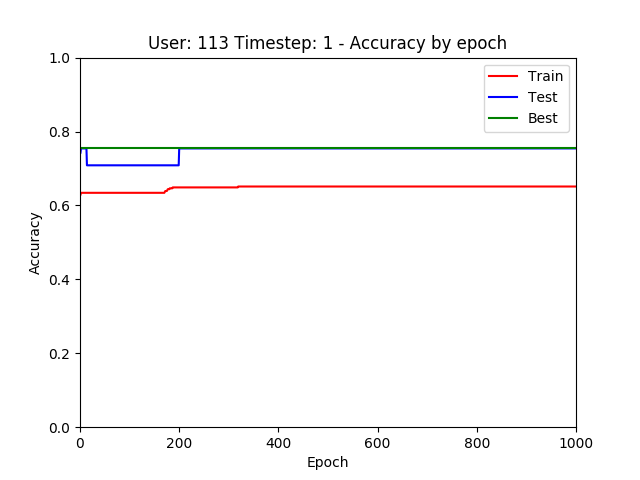 User: 113 Timestep: 1 - Accuracy by epoch
1.0
0.8
0.6
0.4
0.2
0.0
Accuracy
Train
Test
Best
0 200 400 600 800 1000
Epoch